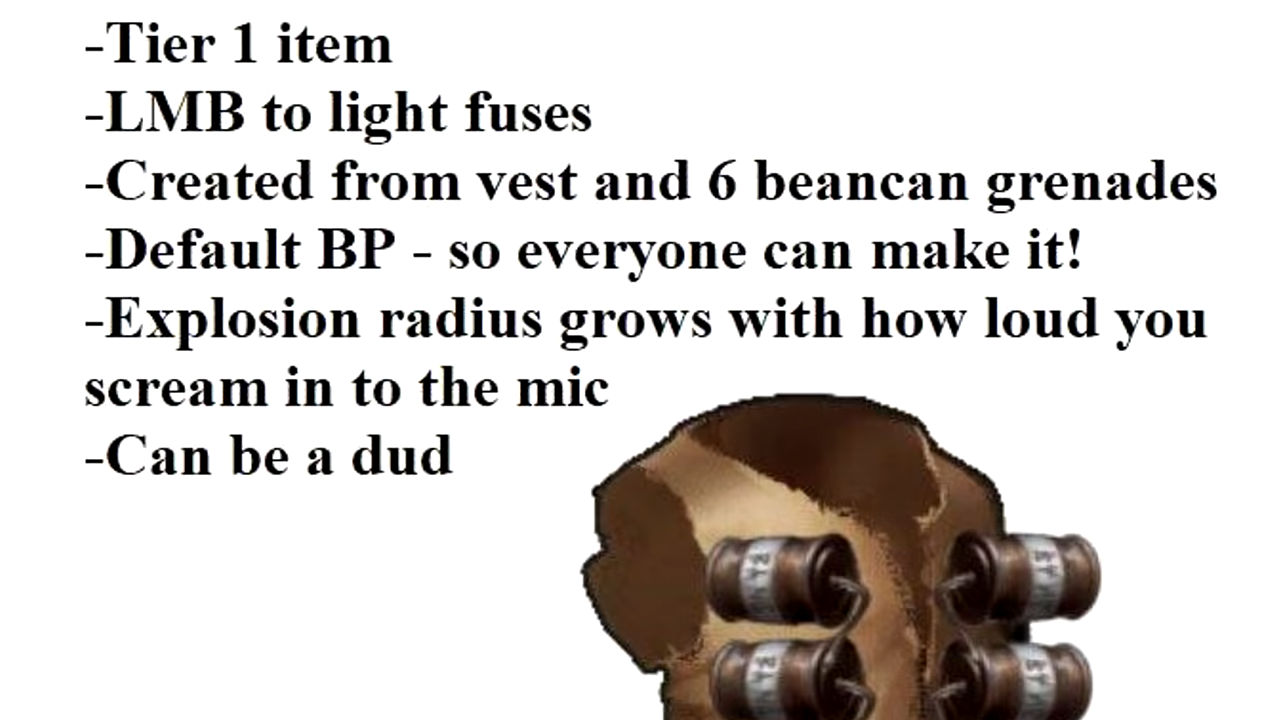 -Tier 1 item
-LMB to light fuses
-Created from vest and 6 beancan grenades
-Default BP - so everyone can make it!
-Explosion radius grows with how loud you
scream in to the mic
-Can be a dud